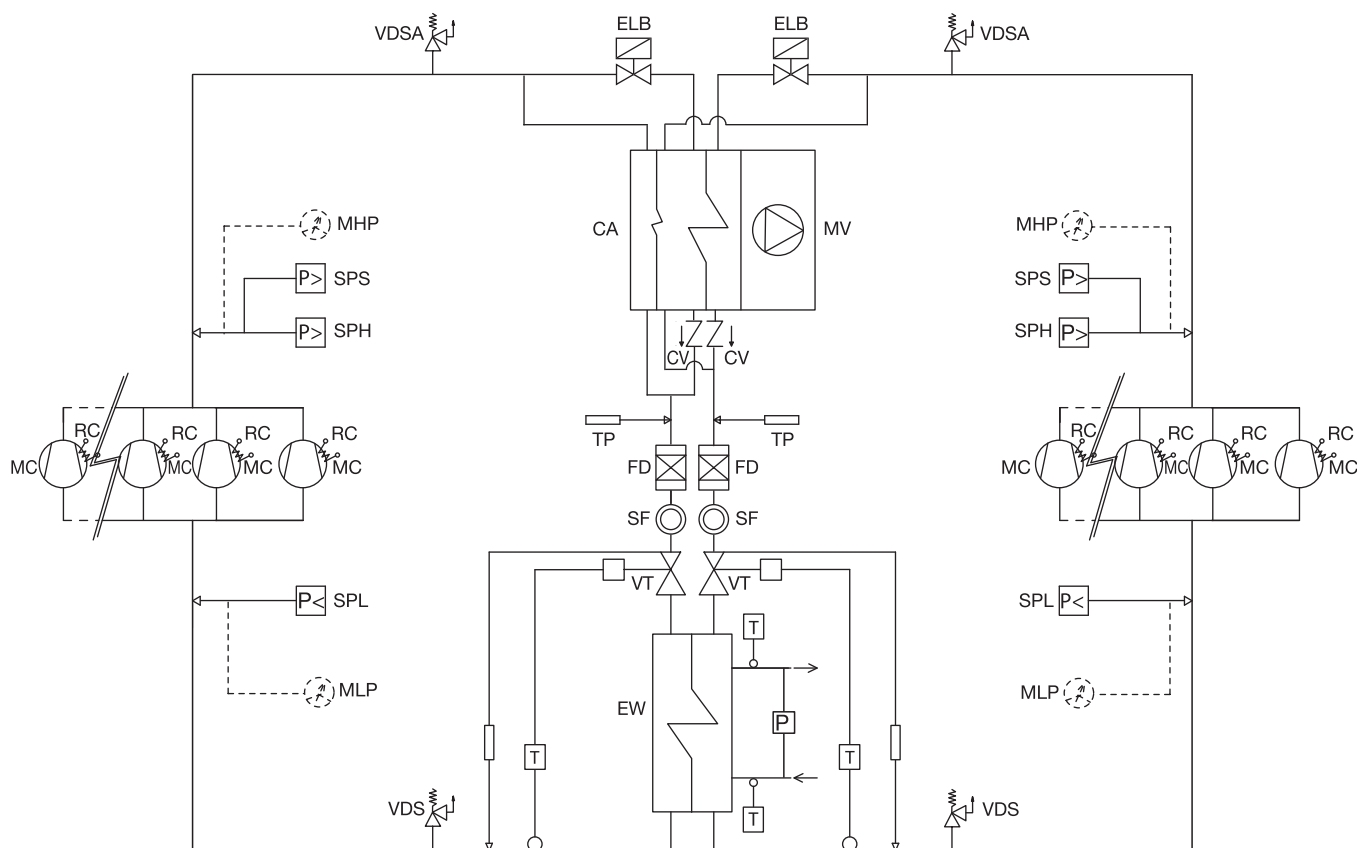 ELB ELB
VDSA VDSA
CA MV
MHP MHP
P> SPS SPS P>
P> SPH SPH P>
CV CV
TP TP
RC RC RC RC RC RC RC RC
MC MC MC MC MC MC MC MC
FD FD
SF SF
VT VT
P< SPL SPL P<
T
MLP MLP
EW
P
T T
VDS VDS
T